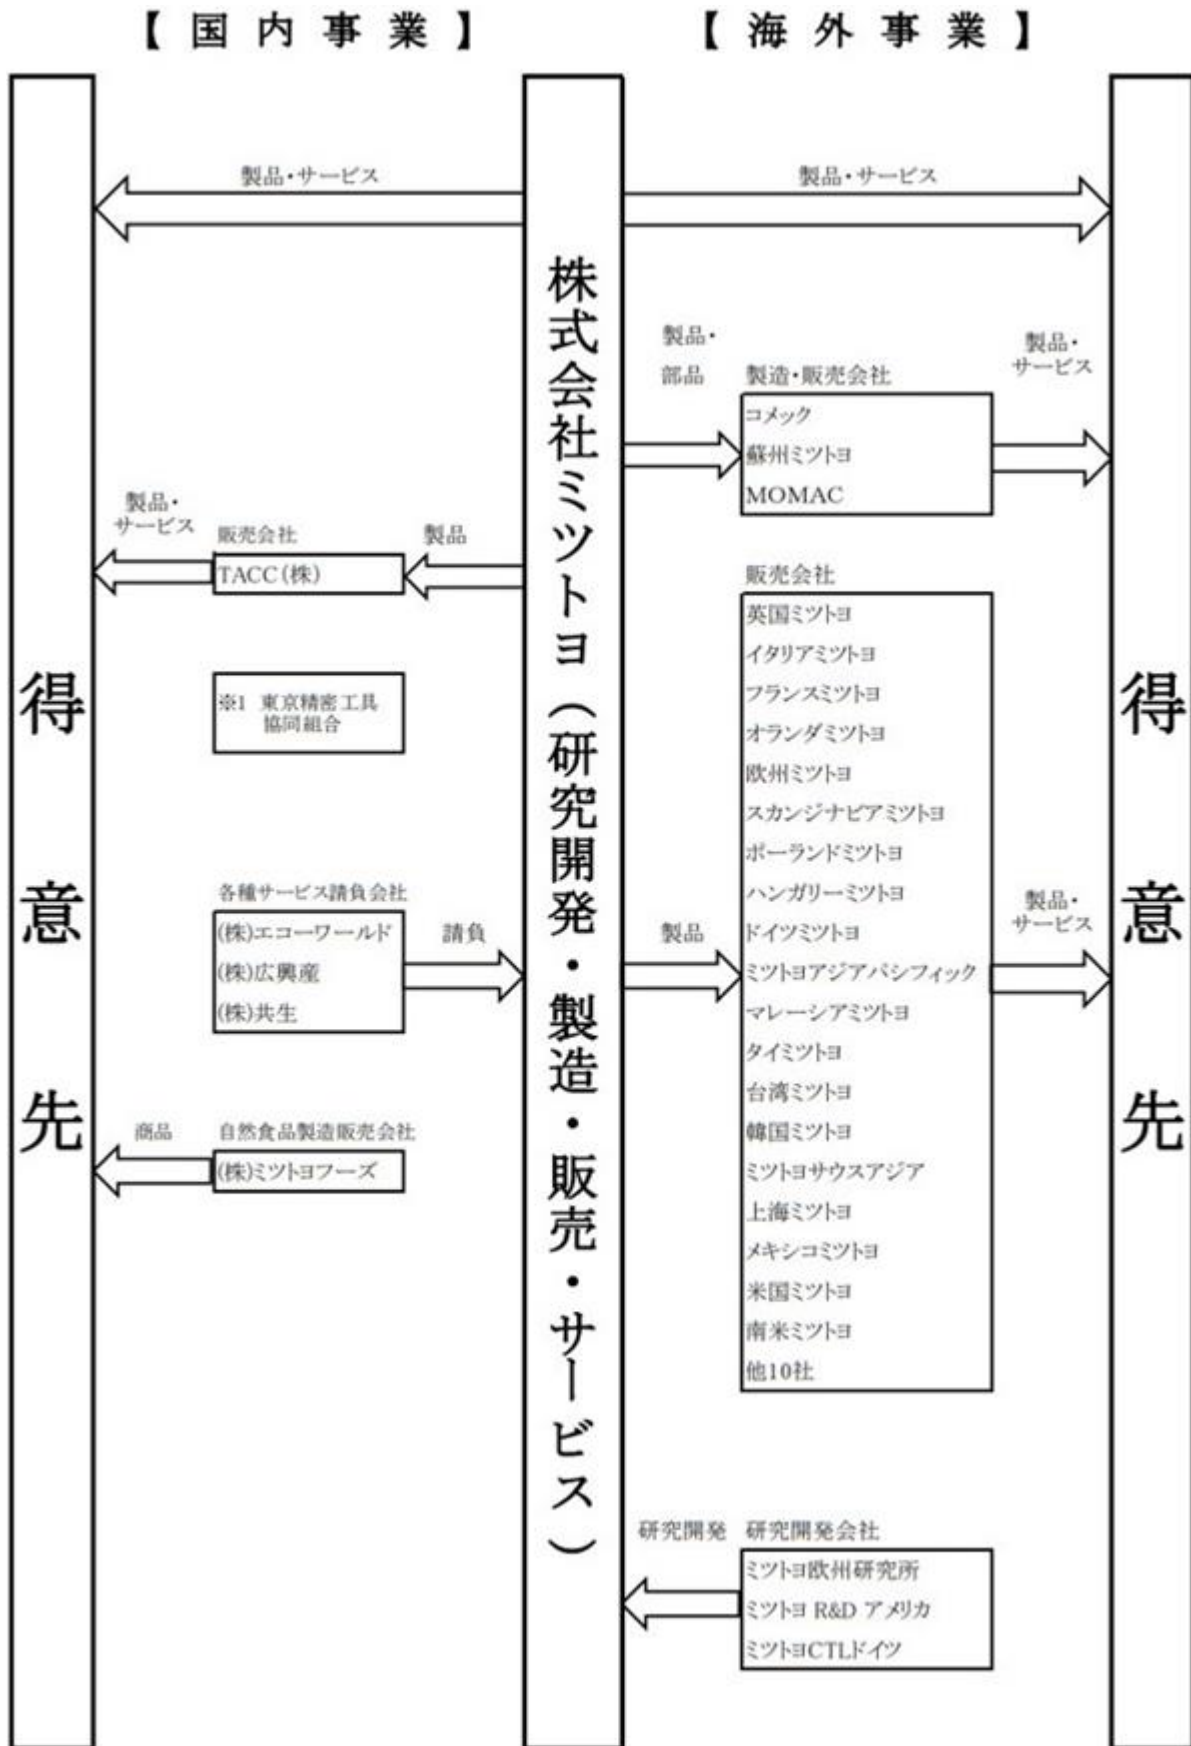 【 国 内 事 業 】
【 海 外 事 業 】
製品・サービス
製品・サービス
得意先
株式会社ミツトヨ（研究開発・製造・販売・サービス）
得意先
製品・
サービス
販売会社
TACC(株)
製品
※1 東京精密工具
協同組合
各種サービス請負会社
(株)エコーワールド
(株)広興産
(株)共生
請負
商品
自然食品製造販売会社
(株)ミツトヨフーズ
製品・
部品
製造・販売会社
コメック
蘇州ミツトヨ
MOMAC
製品・
サービス
販売会社
英国ミツトヨ
イタリアミツトヨ
フランスミツトヨ
オランダミツトヨ
欧州ミツトヨ
スカンジナビアミツトヨ
ポーランドミツトヨ
ハンガリーミツトヨ
ドイツミツトヨ
ミツトヨアジアパシフィック
マレーシアミツトヨ
タイミツトヨ
台湾ミツトヨ
韓国ミツトヨ
ミツトヨサウスアジア
上海ミツトヨ
メキシコミツトヨ
米国ミツトヨ
南米ミツトヨ
他10社
製品
製品・
サービス
研究開発
研究開発会社
ミツトヨ欧州研究所
ミツトヨ R&D アメリカ
ミツトヨCTLドイツ